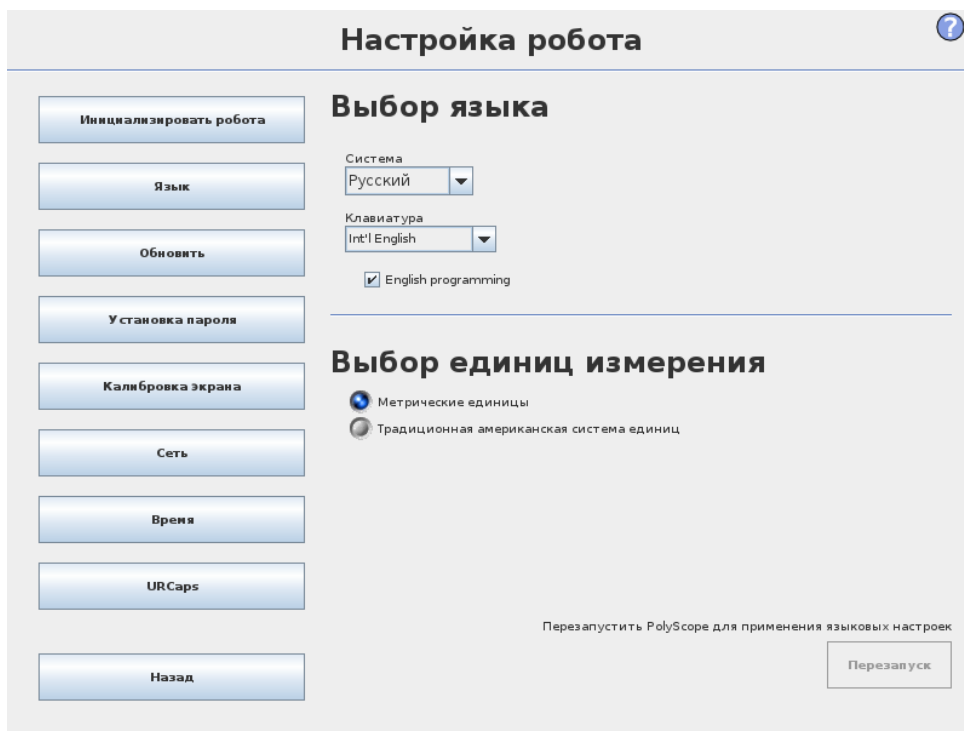 Настройка робота
?
Инициализировать робота
Язык
Обновить
Установка пароля
Калибровка экрана
Сеть
Время
URCaps
Назад
Выбор языка
Система
Русский
Клавиатура
Int'l English
English programming
Выбор единиц измерения
Метрические единицы
Традиционная американская система единиц
Перезапустить PolyScope для применения языковых настроек
Перезапуск